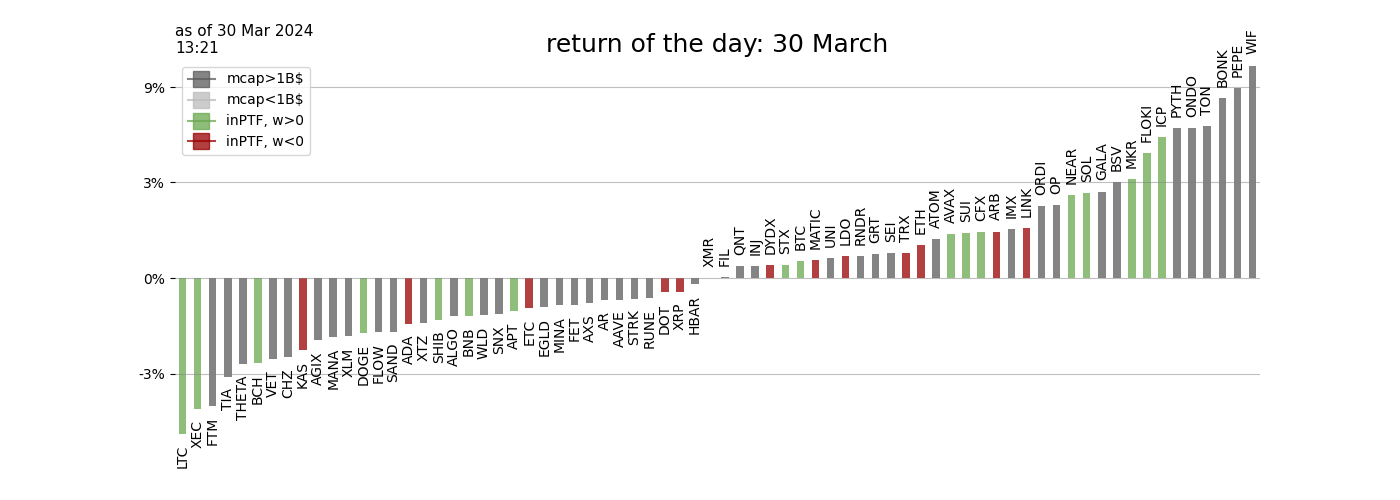 as of 30 Mar 2024
13:21
return of the day: 30 March
mcap>1B$
mcap<1B$
inPTF, w>0
inPTF, w<0
9%
3%
0%
-3%
LTC
XEC
FTM
TIA
THETA
BCH
VET
CHZ
KAS
AGIX
MANA
XLM
DOGE
FLOW
SAND
ADA
XTZ
SHIB
ALGO
BNB
WLD
SNX
APT
ETC
EGLD
MINA
FET
AXS
AR
AAVE
STRK
RUNE
DOT
XRP
HBAR
XMR
FIL
QNT
INJ
DYDX
STX
BTC
MATIC
UNI
LDO
RNDR
GRT
SEI
TRX
ETH
ATOM
AVAX
SUI
CFX
ARB
IMX
LINK
ORDI
OP
NEAR
SOL
GALA
BSV
MKR
FLOKI
ICP
PYTH
ONDO
TON
BONK
PEPE
WIF